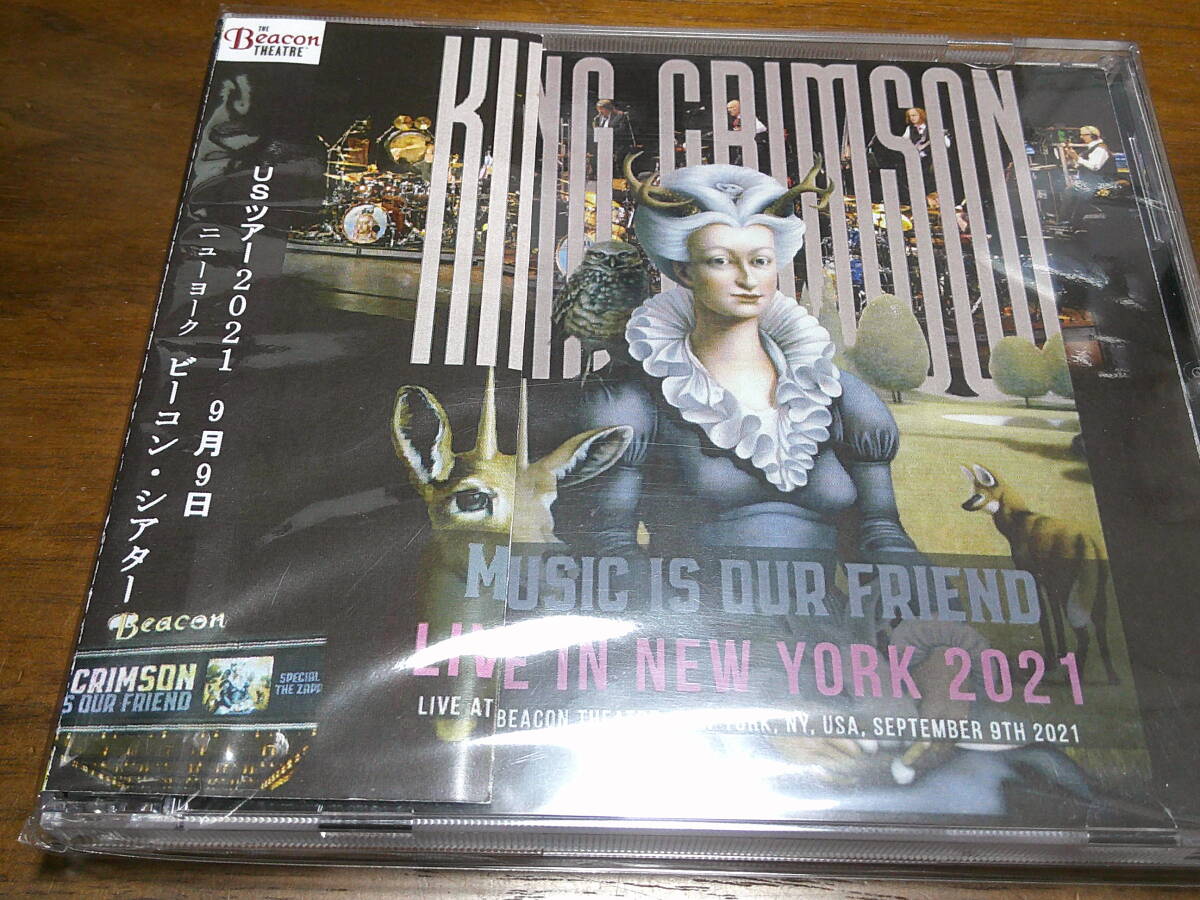 THE
Beacon
THEATRE
KING CRIMSON
USツアー2021 9月9日
ニューヨーク ビーコン・シアター
Beacon
CRIMSON
S OUR FRIEND
SPECIAL
THE ZAPP
MUSIC IS OUR FRIEND
LIVE IN NEW YORK 2021
LIVE AT BEACON NY, USA, SEPTEMBER 9TH 2021